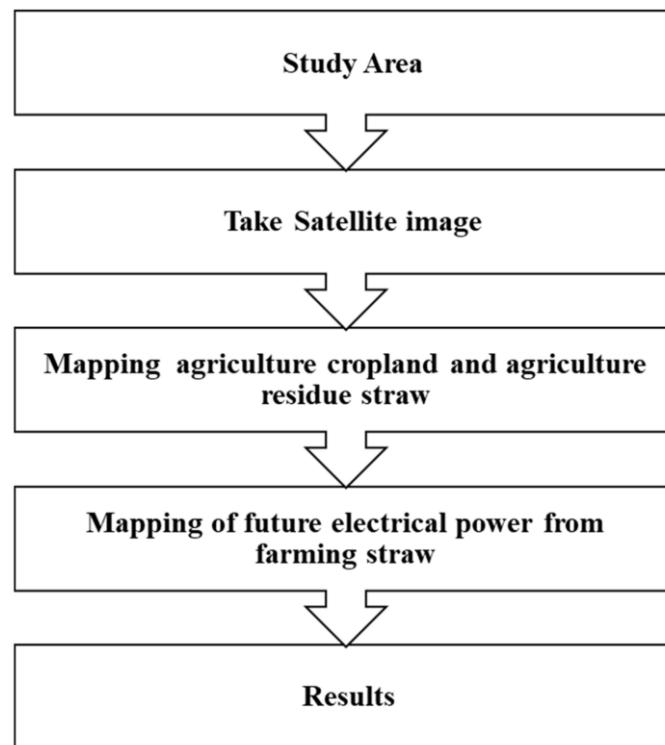 Study Area
Take Satellite image
Mapping agriculture cropland and agriculture
residue straw
Mapping of future electrical power from
farming straw
Results